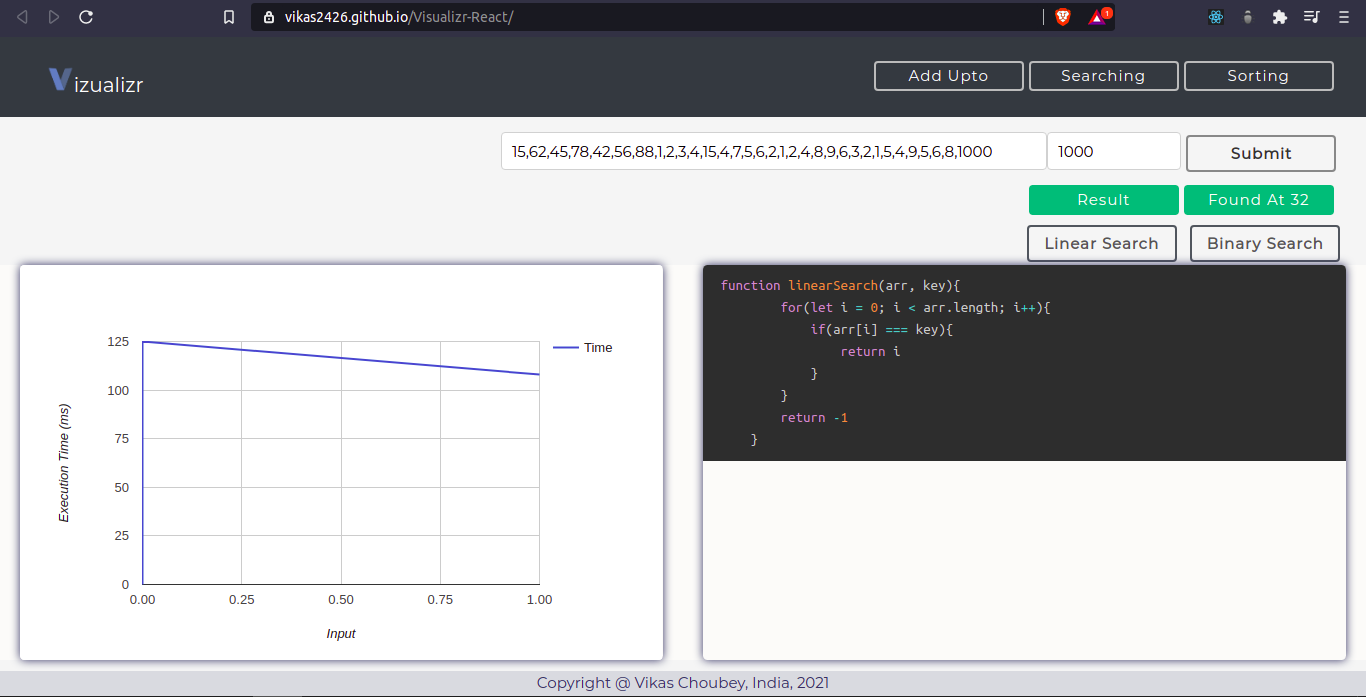 vikas2426.github.io/Visualizr-React/
1
Vizualizr
Add Upto
Searching
Sorting
15,62,45,78,42,56,88,1,2,3,4,15,4,7,5,6,2,1,2,4,8,9,6,3,2,1,5,4,9,5,6,8,1000
1000
Submit
Result
Found At 32
Linear Search
Binary Search
125
100
75
50
25
0
0.00
0.25
0.50
0.75
1.00
Execution Time (ms)
Input
Time
function linearSearch(arr, key){
for(let i = 0; i < arr.length; i++){
if(arr[i] === key){
return i
}
}
return -1
}
Copyright @ Vikas Choubey, India, 2021